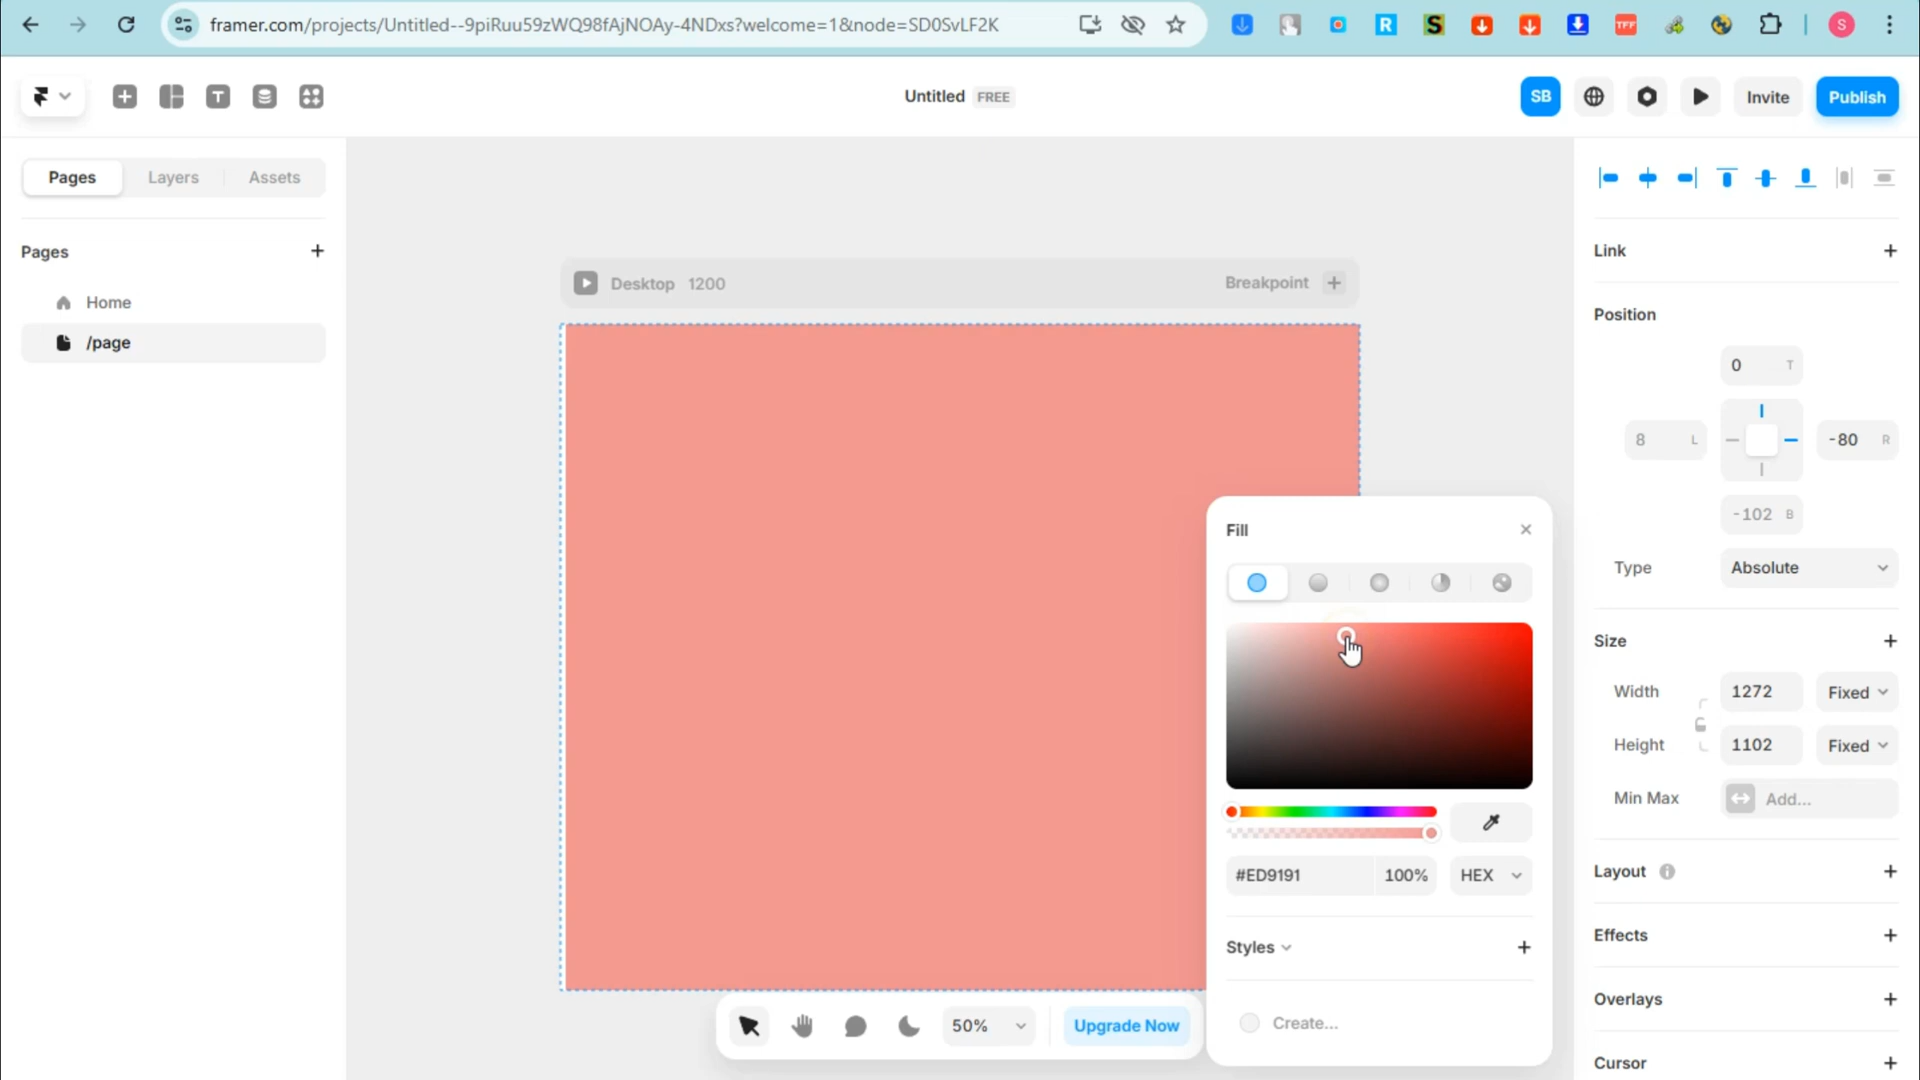 framer.com/projects/Untitled--9piRuu59zWQ98fAjNOAy-4NDxs?welcome=1&node=SD0SvLF2K
R
S
TFF
S
Untitled FREE
SB
Invite
Publish
Pages
Layers
Assets
Pages
Home
/page
Desktop 1200
Breakpoint
Link
Position
0 T
8 L
-80 R
-102 B
Type
Absolute
Fill
Size
Width
1272
Fixed
Height
1102
Fixed
Min Max
Add...
#ED9191
100%
HEX
Layout
Styles
Effects
Overlays
Create...
50%
Upgrade Now
Cursor